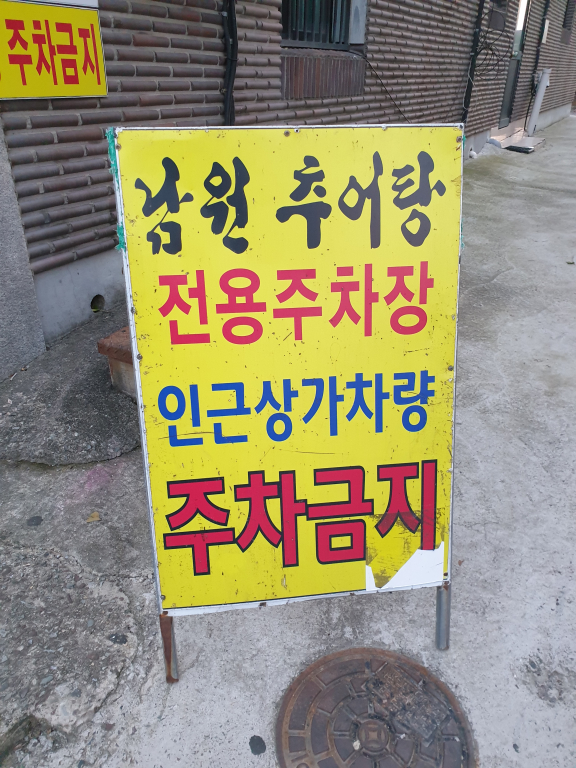 주차금지
남원 추어탕
전용주차장
인근상가차량
주차금지